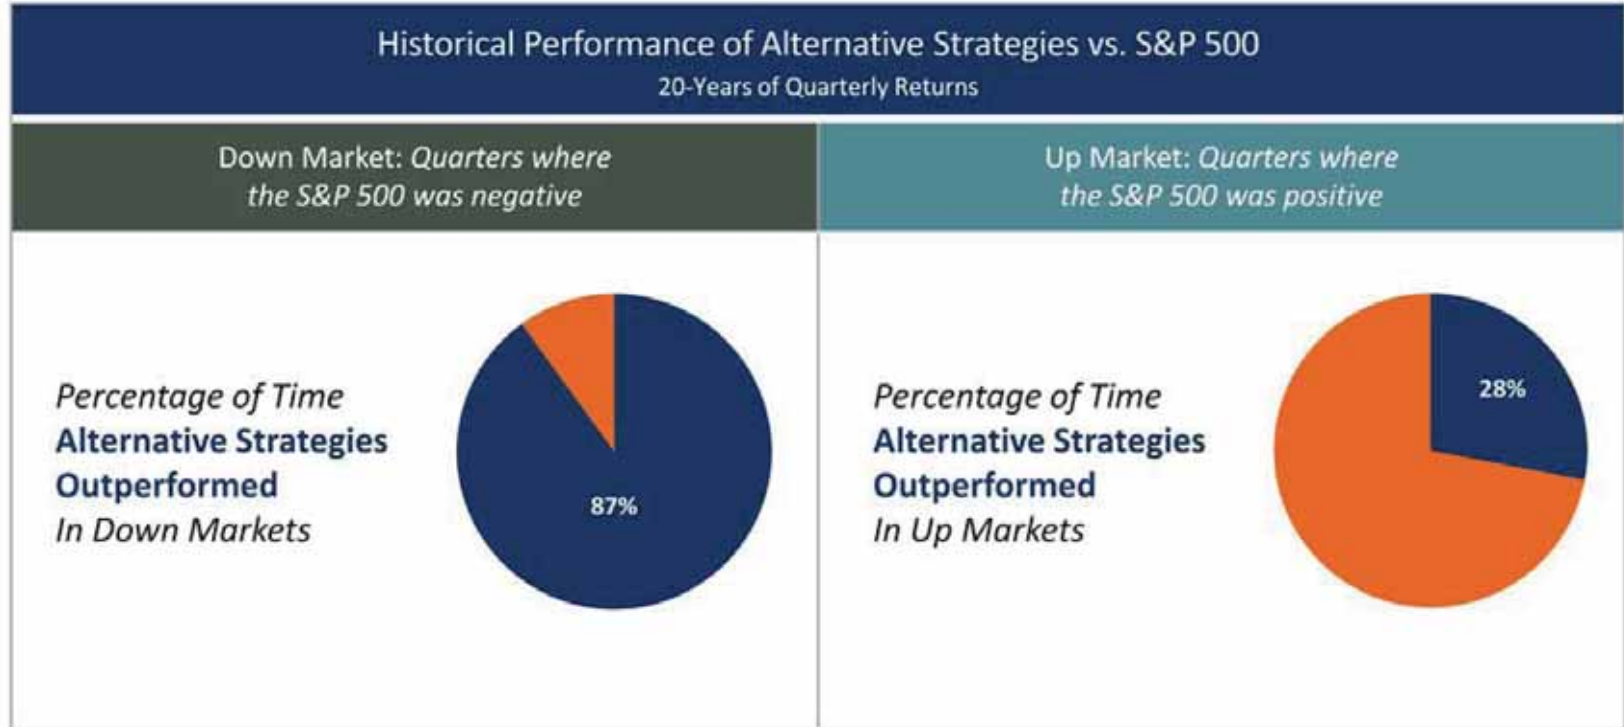 Historical Performance of Alternative Strategies vs. S&P 500
20-Years of Quarterly Returns
Down Market: Quarters where
the S&P 500 was negative
Up Market: Quarters where
the S&P 500 was positive
Percentage of Time
Alternative Strategies
Outperformed
In Down Markets
87%
Percentage of Time
Alternative Strategies
Outperformed
In Up Markets
28%